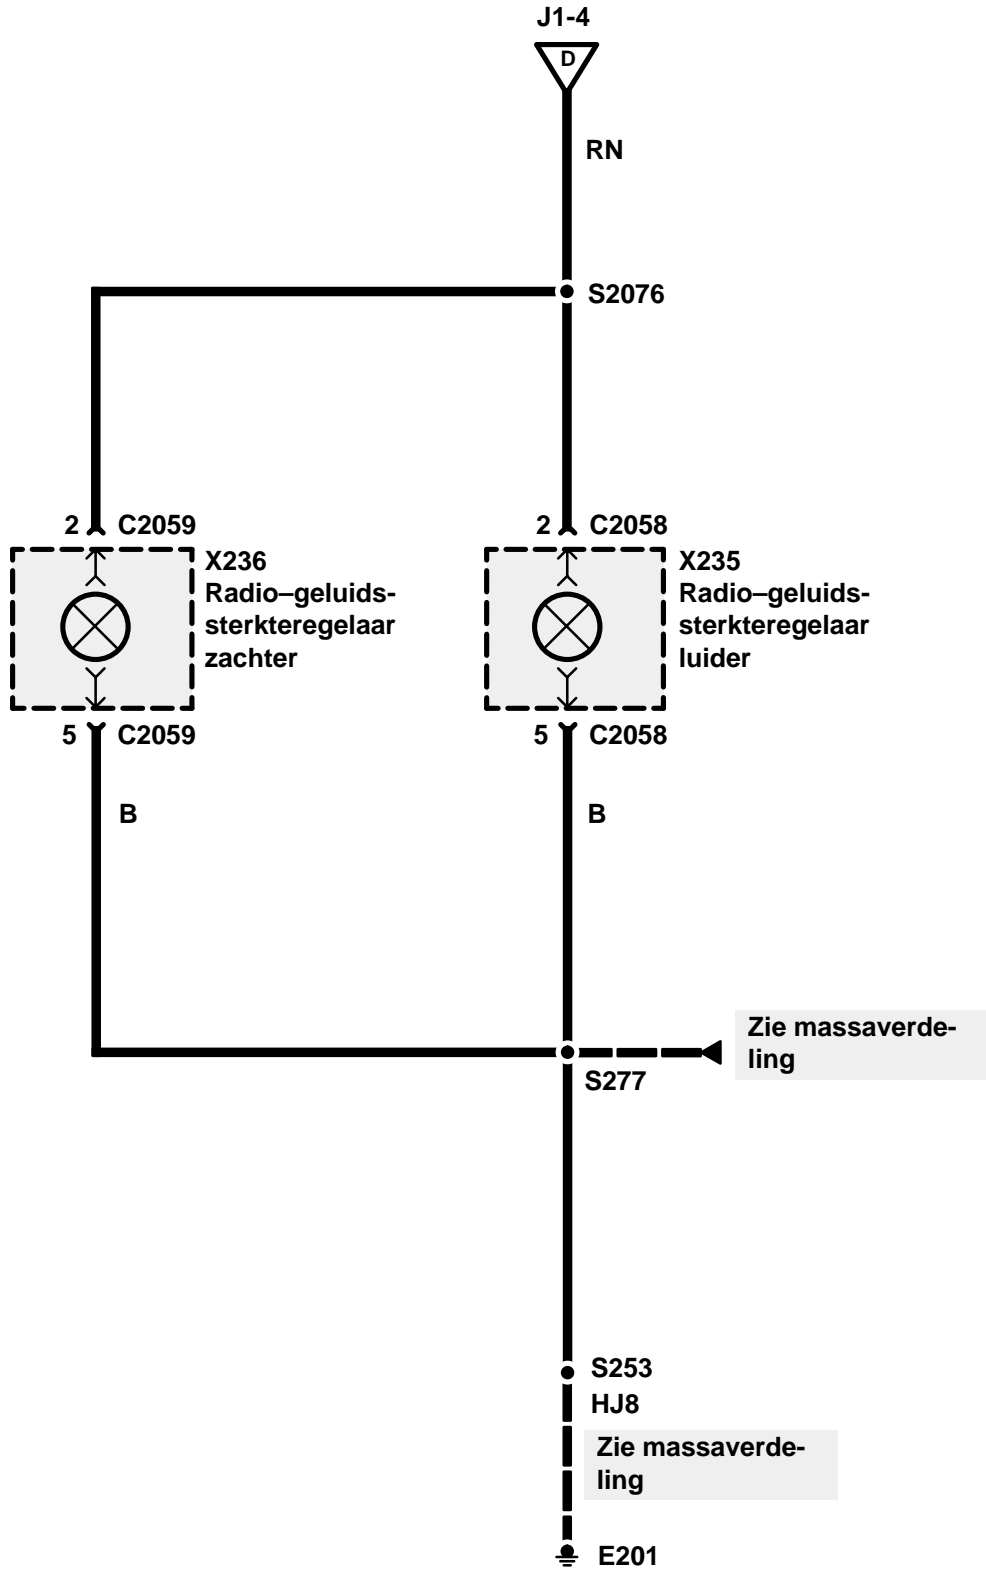 J1-4
D
RN
S2076
2 C2059
2 C2058
X236
Radio–geluids-
sterkteregelaar
zachter
X235
Radio–geluids-
sterkteregelaar
luider
5 C2059
5 C2058
B
B
Zie massaverde-
ling
S277
S253
HJ8
Zie massaverde-
ling
E201